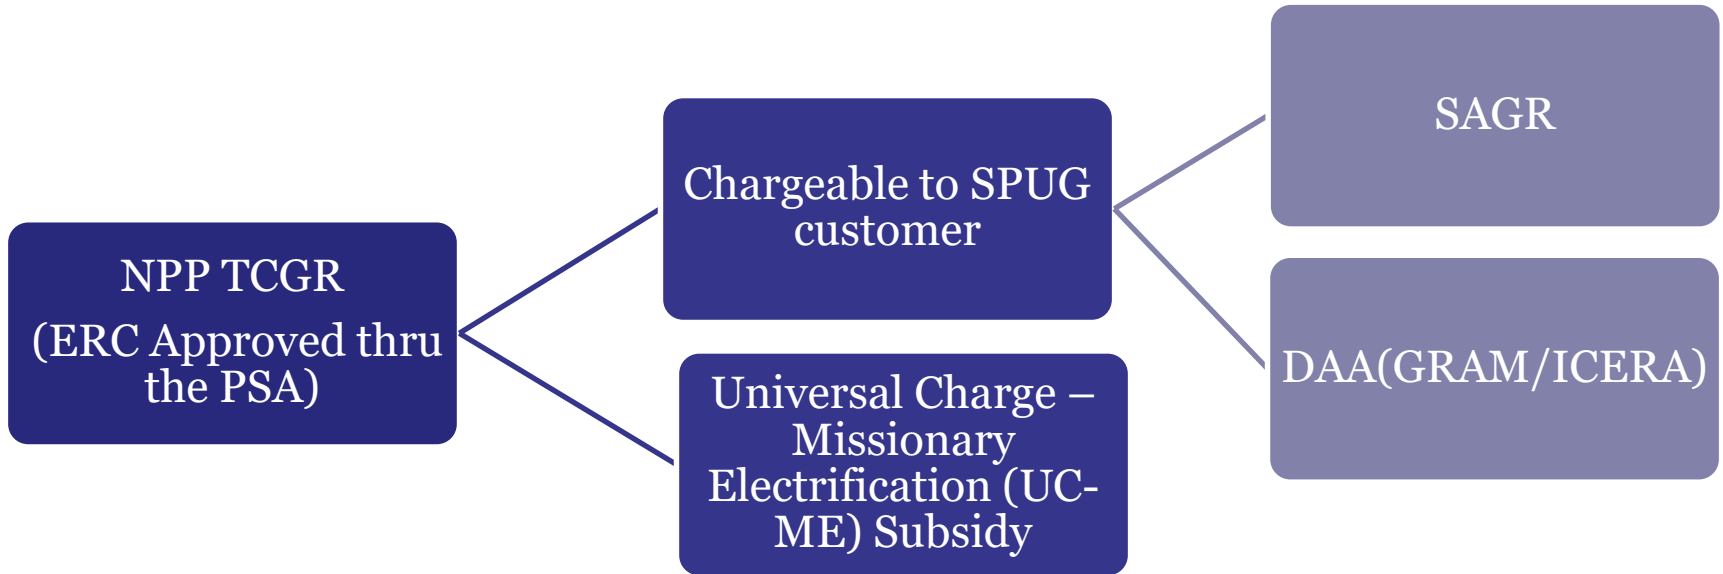 NPP TCGR
(ERC Approved thru
the PSA)
Chargeable to SPUG
customer
Universal Charge –
Missionary
Electrification (UC-
ME) Subsidy
SAGR
DAA(GRAM/ICERA)